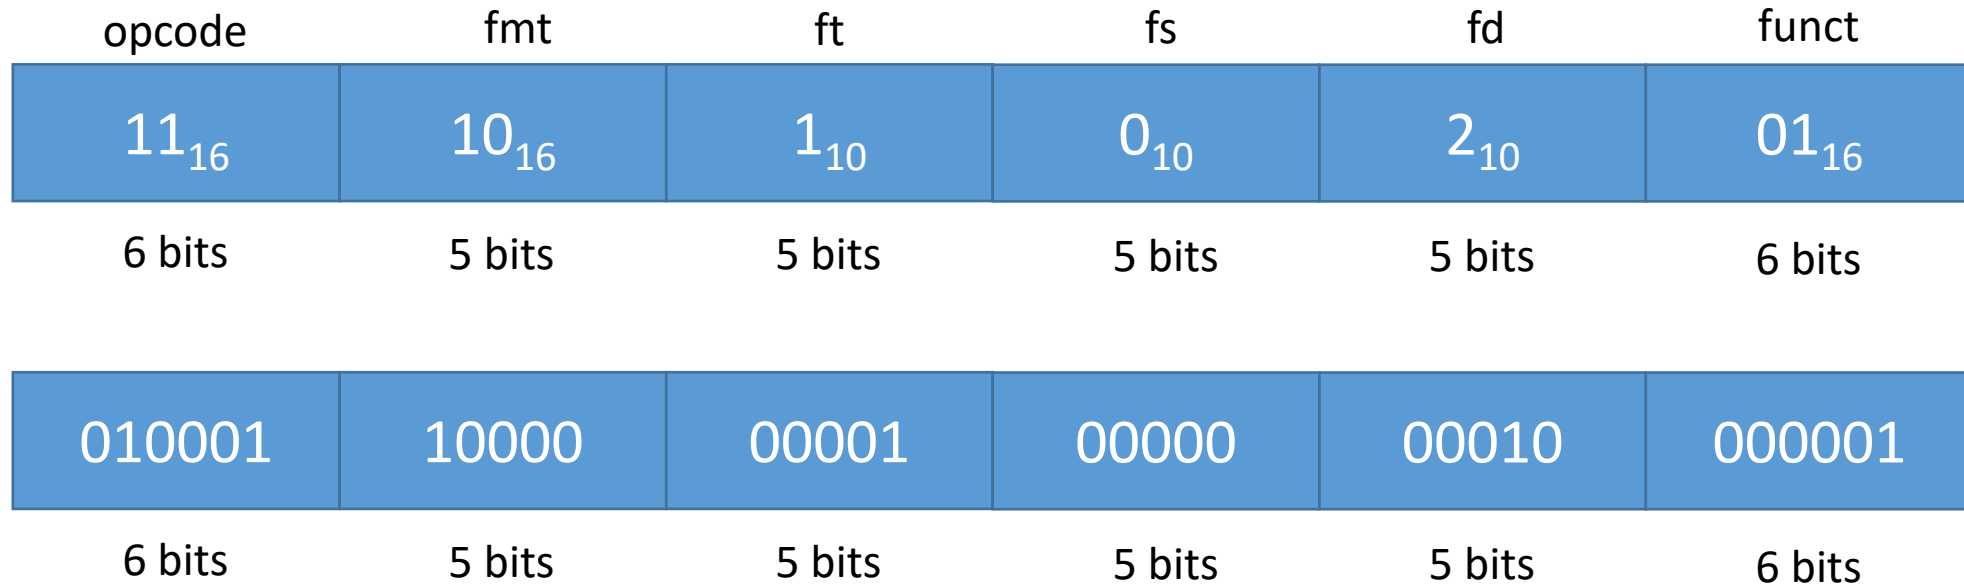 opcode fmt ft fs fd funct
11₁₆ 10₁₆ 1₁₀ 0₁₀ 2₁₀ 01₁₆
6 bits 5 bits 5 bits 5 bits 5 bits 6 bits
010001 10000 00001 00000 00010 000001
6 bits 5 bits 5 bits 5 bits 5 bits 6 bits